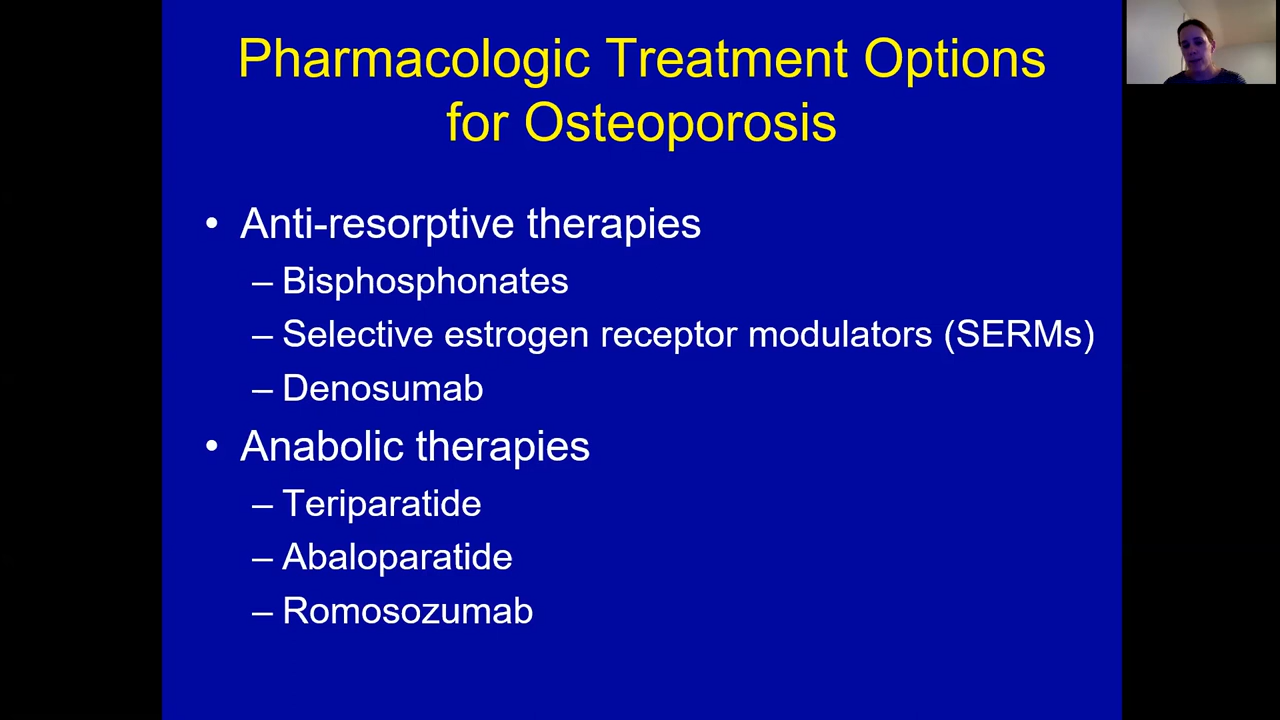 Pharmacologic Treatment Options
for Osteoporosis
• Anti-resorptive therapies
– Bisphosphonates
– Selective estrogen receptor modulators (SERMs)
– Denosumab
• Anabolic therapies
– Teriparatide
– Abaloparatide
– Romosozumab